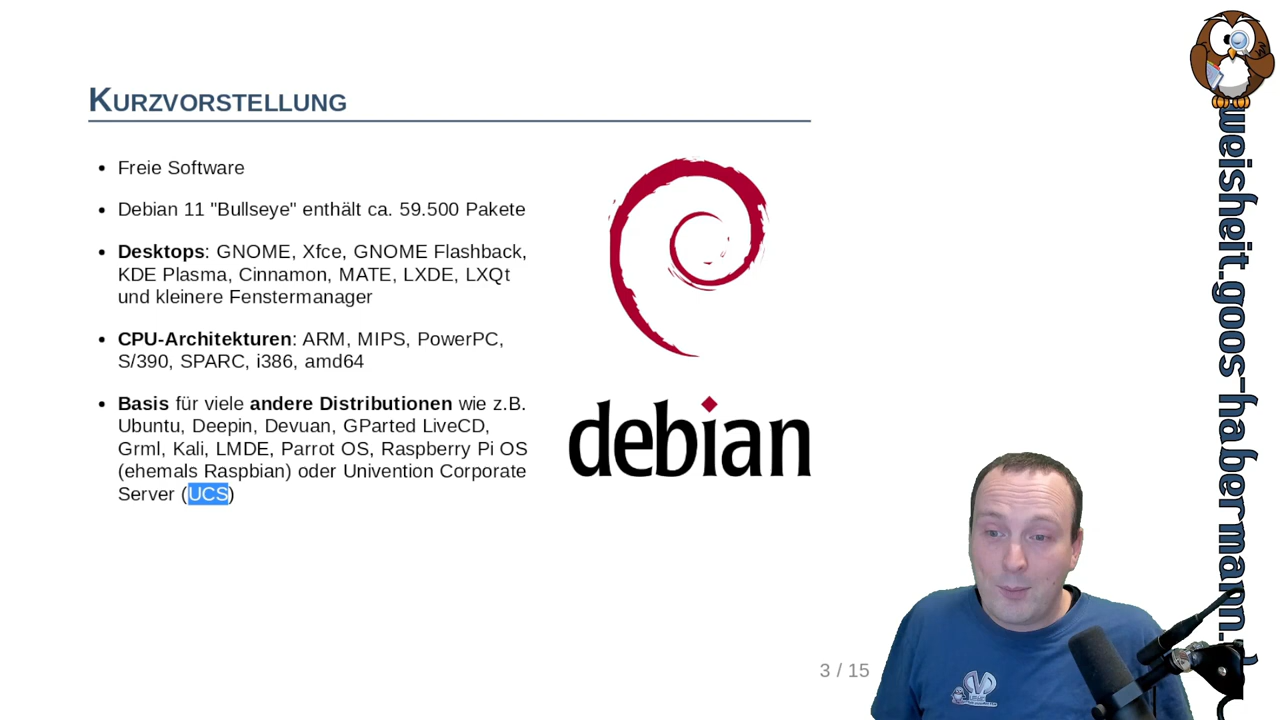 KURZVORSTELLUNG
• Freie Software
• Debian 11 "Bullseye" enthält ca. 59.500 Pakete
• Desktops: GNOME, Xfce, GNOME Flashback,
KDE Plasma, Cinnamon, MATE, LXDE, LXQt
und kleinere Fenstermanager
• CPU-Architekturen: ARM, MIPS, PowerPC,
S/390, SPARC, i386, amd64
• Basis für viele andere Distributionen wie z.B.
Ubuntu, Deepin, Devuan, GParted LiveCD,
Grml, Kali, LMDE, Parrot OS, Raspberry Pi OS
(ehemals Raspbian) oder Univention Corporate
Server (UCS)
debian
3 / 15
weisheit.goos-habermann.